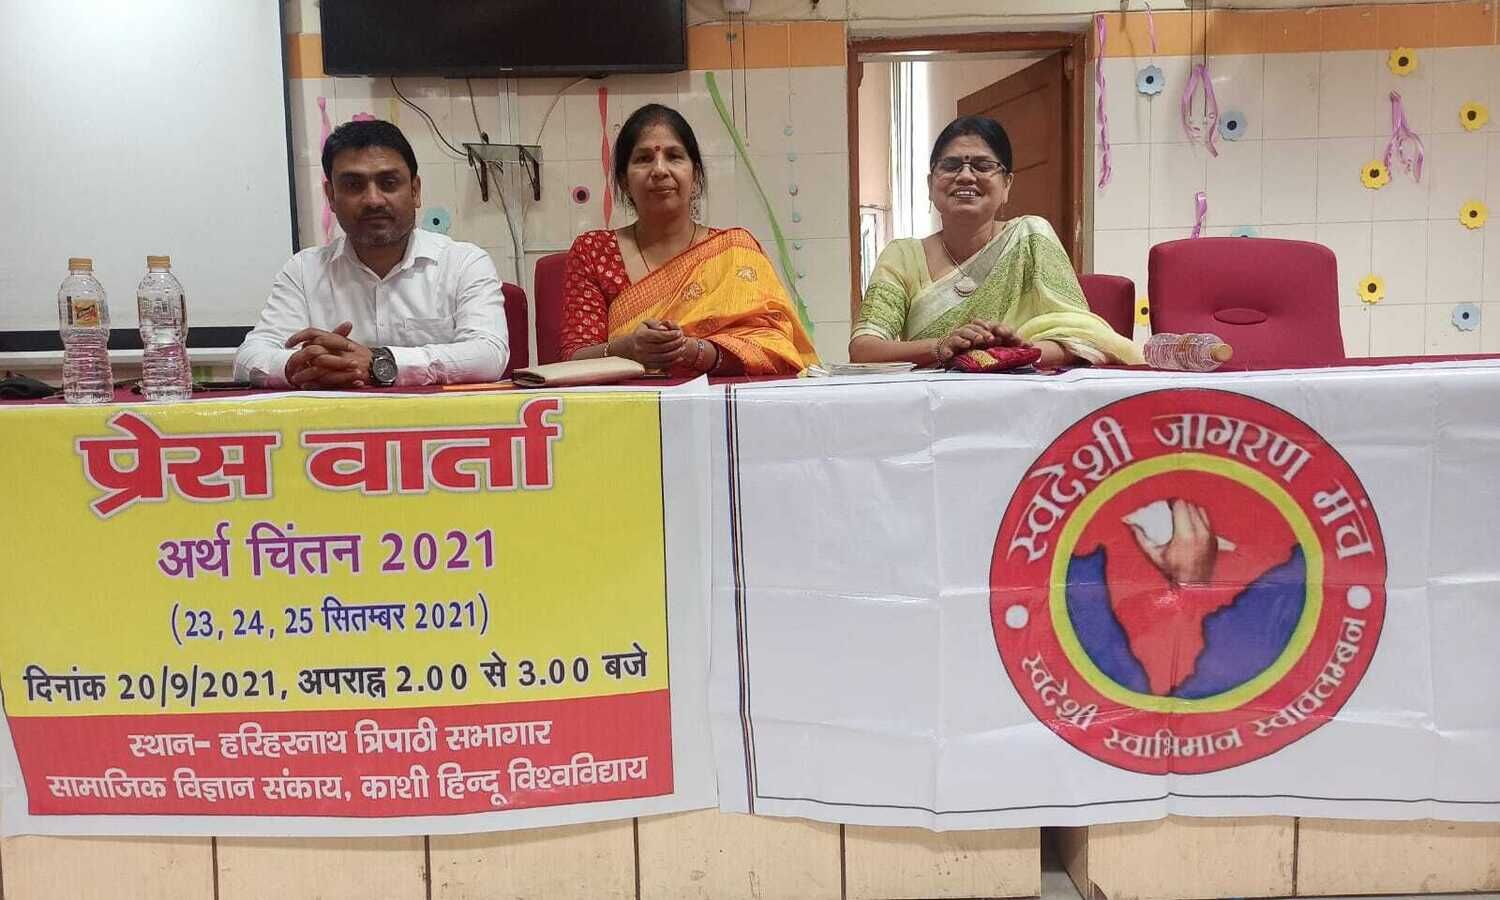 प्रेस वार्ता
अर्थ चिंतन 2021
(23, 24, 25 सितम्बर 2021)
दिनांक 20/9/2021, अपराह्न 2.00 से 3.00 बजे
स्थान- हरिहरनाथ त्रिपाठी सभागार
सामाजिक विज्ञान संकाय, काशी हिन्दू विश्वविद्याय
स्वदेशी जागरण मंच
स्वदेशी स्वाभिमान स्वावलम्बन